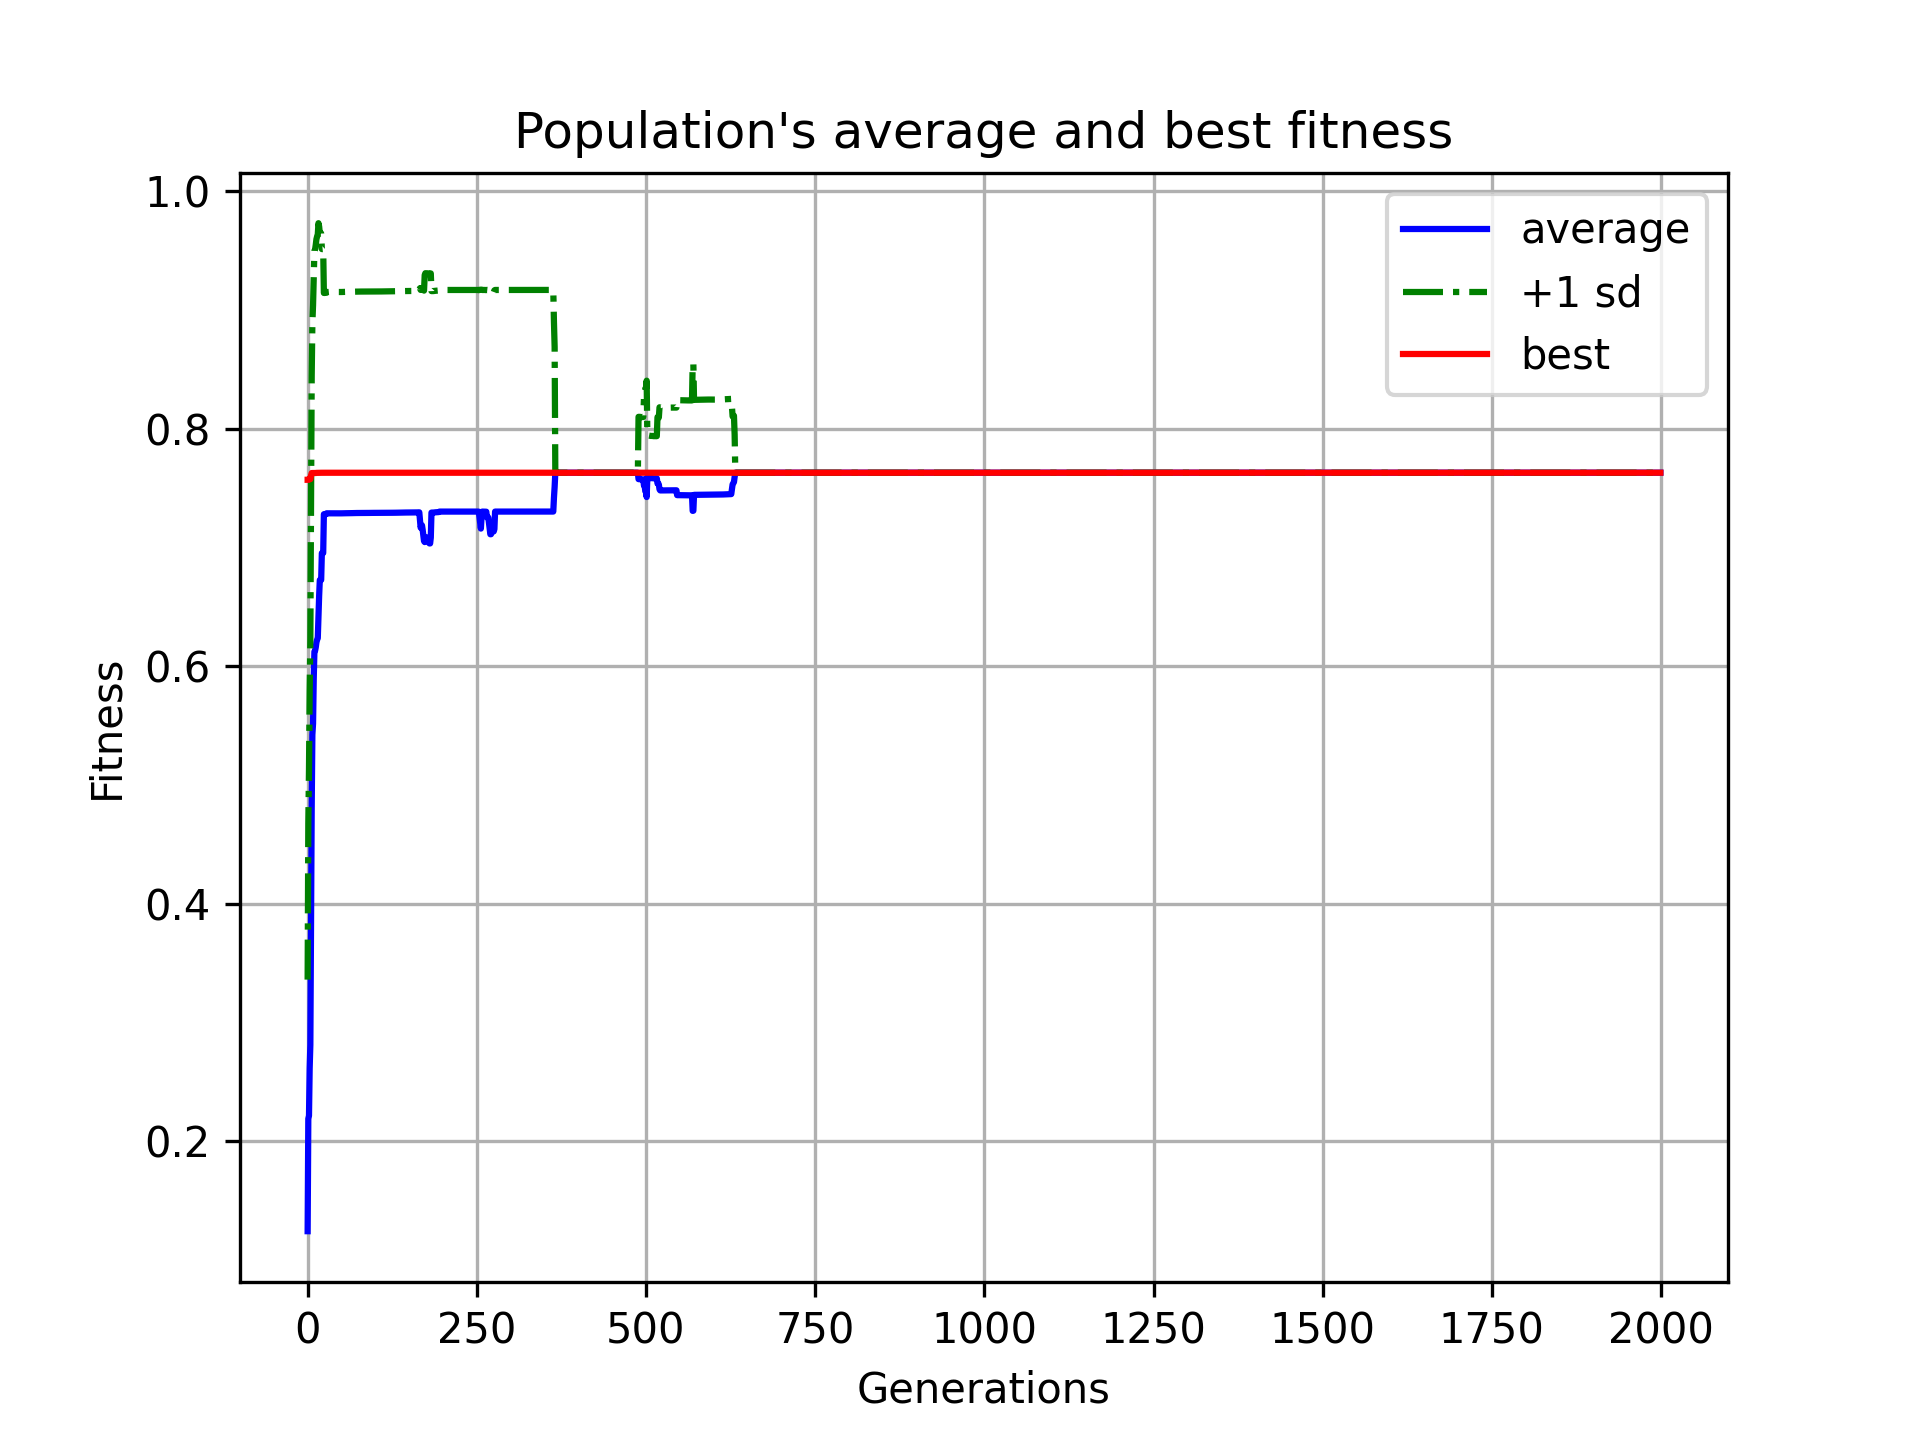 Population's average and best fitness
1.0
0.8
0.6
0.4
0.2
Fitness
average
+1 sd
best
0 250 500 750 1000 1250 1500 1750 2000
Generations